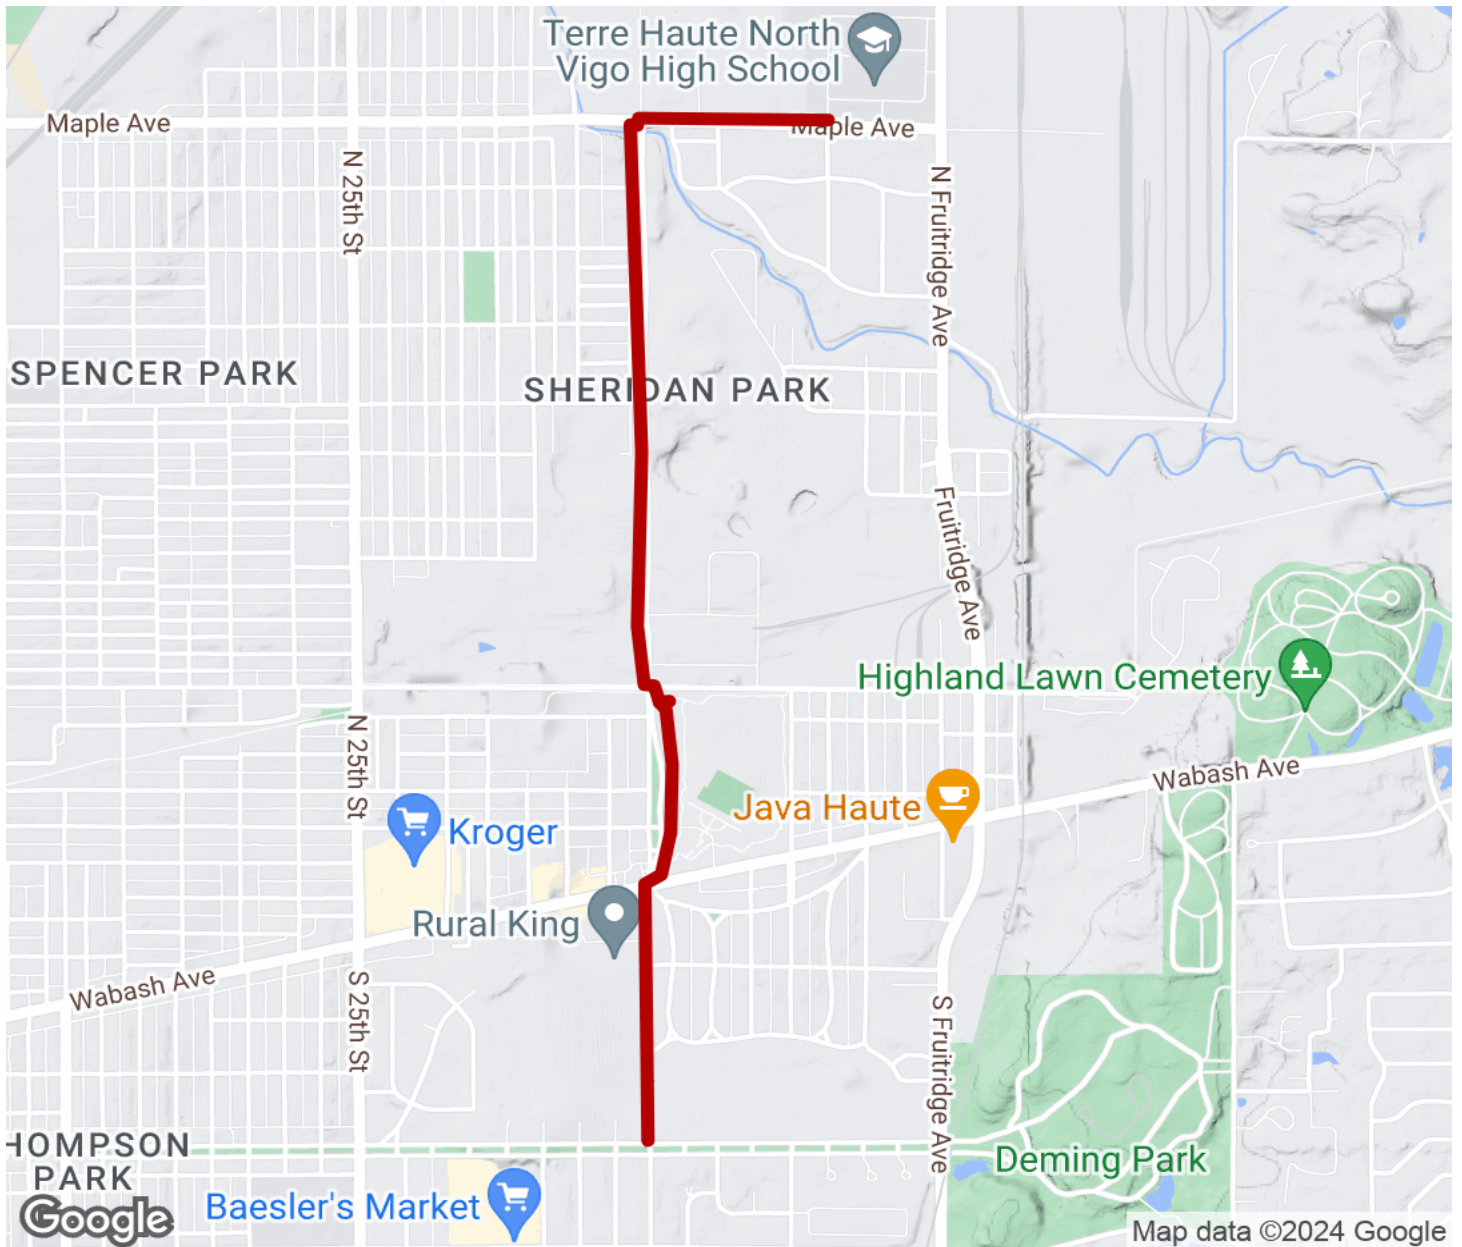 Terre Haute North
Vigo High School
Maple Ave
Maple Ave
N 25th St
N Fruitridge Ave
SPENCER PARK
SHERIDAN PARK
Fruitridge Ave
Highland Lawn Cemetery
N 25th St
Wabash Ave
Java Haute
Kroger
Rural King
Wabash Ave
S 25th St
S Fruitridge Ave
HOMPSON
PARK
Deming Park
Baesler's Market
Google
Map data ©2024 Google